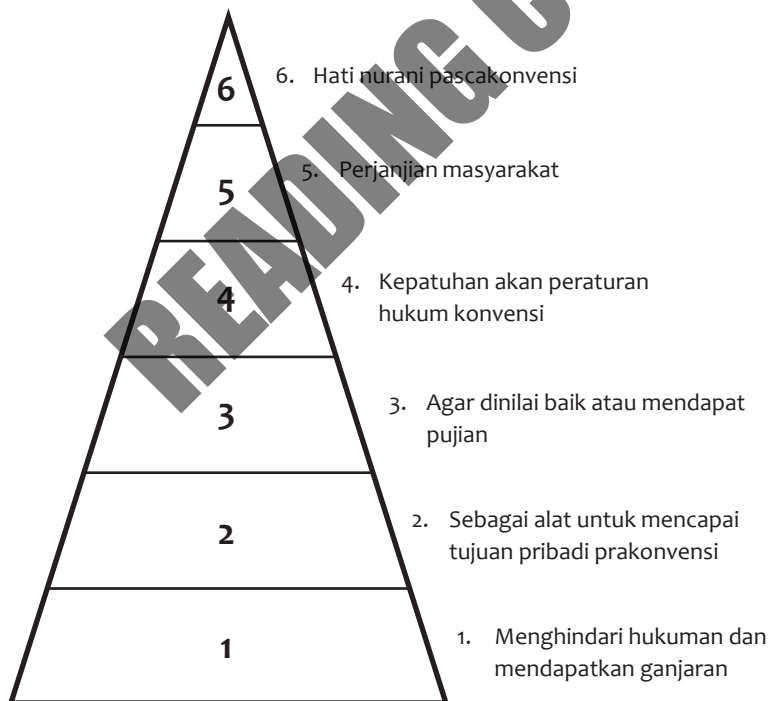 READING C
6
6. Hati nurani pascakonvensi
5
5. Perjanjian masyarakat
4
4. Kepatuhan akan peraturan
hukum konvensi
3
3. Agar dinilai baik atau mendapat
pujian
2
2. Sebagai alat untuk mencapai
tujuan pribadi prakonvensi
1
1. Menghindari hukuman dan
mendapatkan ganjaran